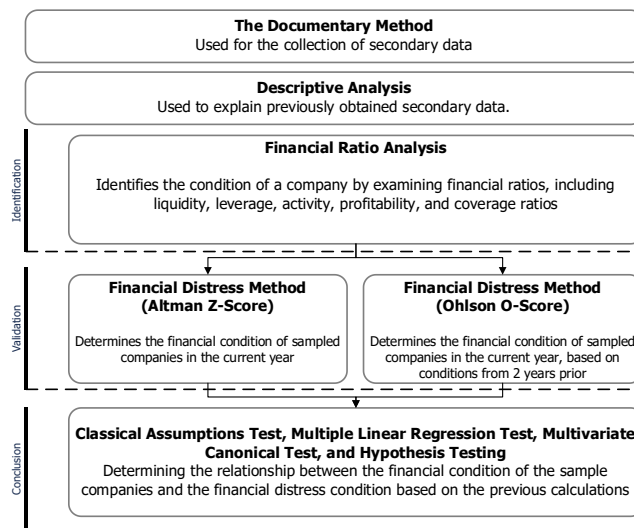 The Documentary Method
Used for the collection of secondary data
Descriptive Analysis
Used to explain previously obtained secondary data.
Identification
Financial Ratio Analysis
Identifies the condition of a company by examining financial ratios, including
liquidity, leverage, activity, profitability, and coverage ratios
Validation
Financial Distress Method
(Altman Z-Score)
Determines the financial condition of sampled
companies in the current year
Financial Distress Method
(Ohlson O-Score)
Determines the financial condition of sampled
companies in the current year, based on
conditions from 2 years prior
Conclusion
Classical Assumptions Test, Multiple Linear Regression Test, Multivariate
Canonical Test, and Hypothesis Testing
Determining the relationship between the financial condition of the sample
companies and the financial distress condition based on the previous calculations